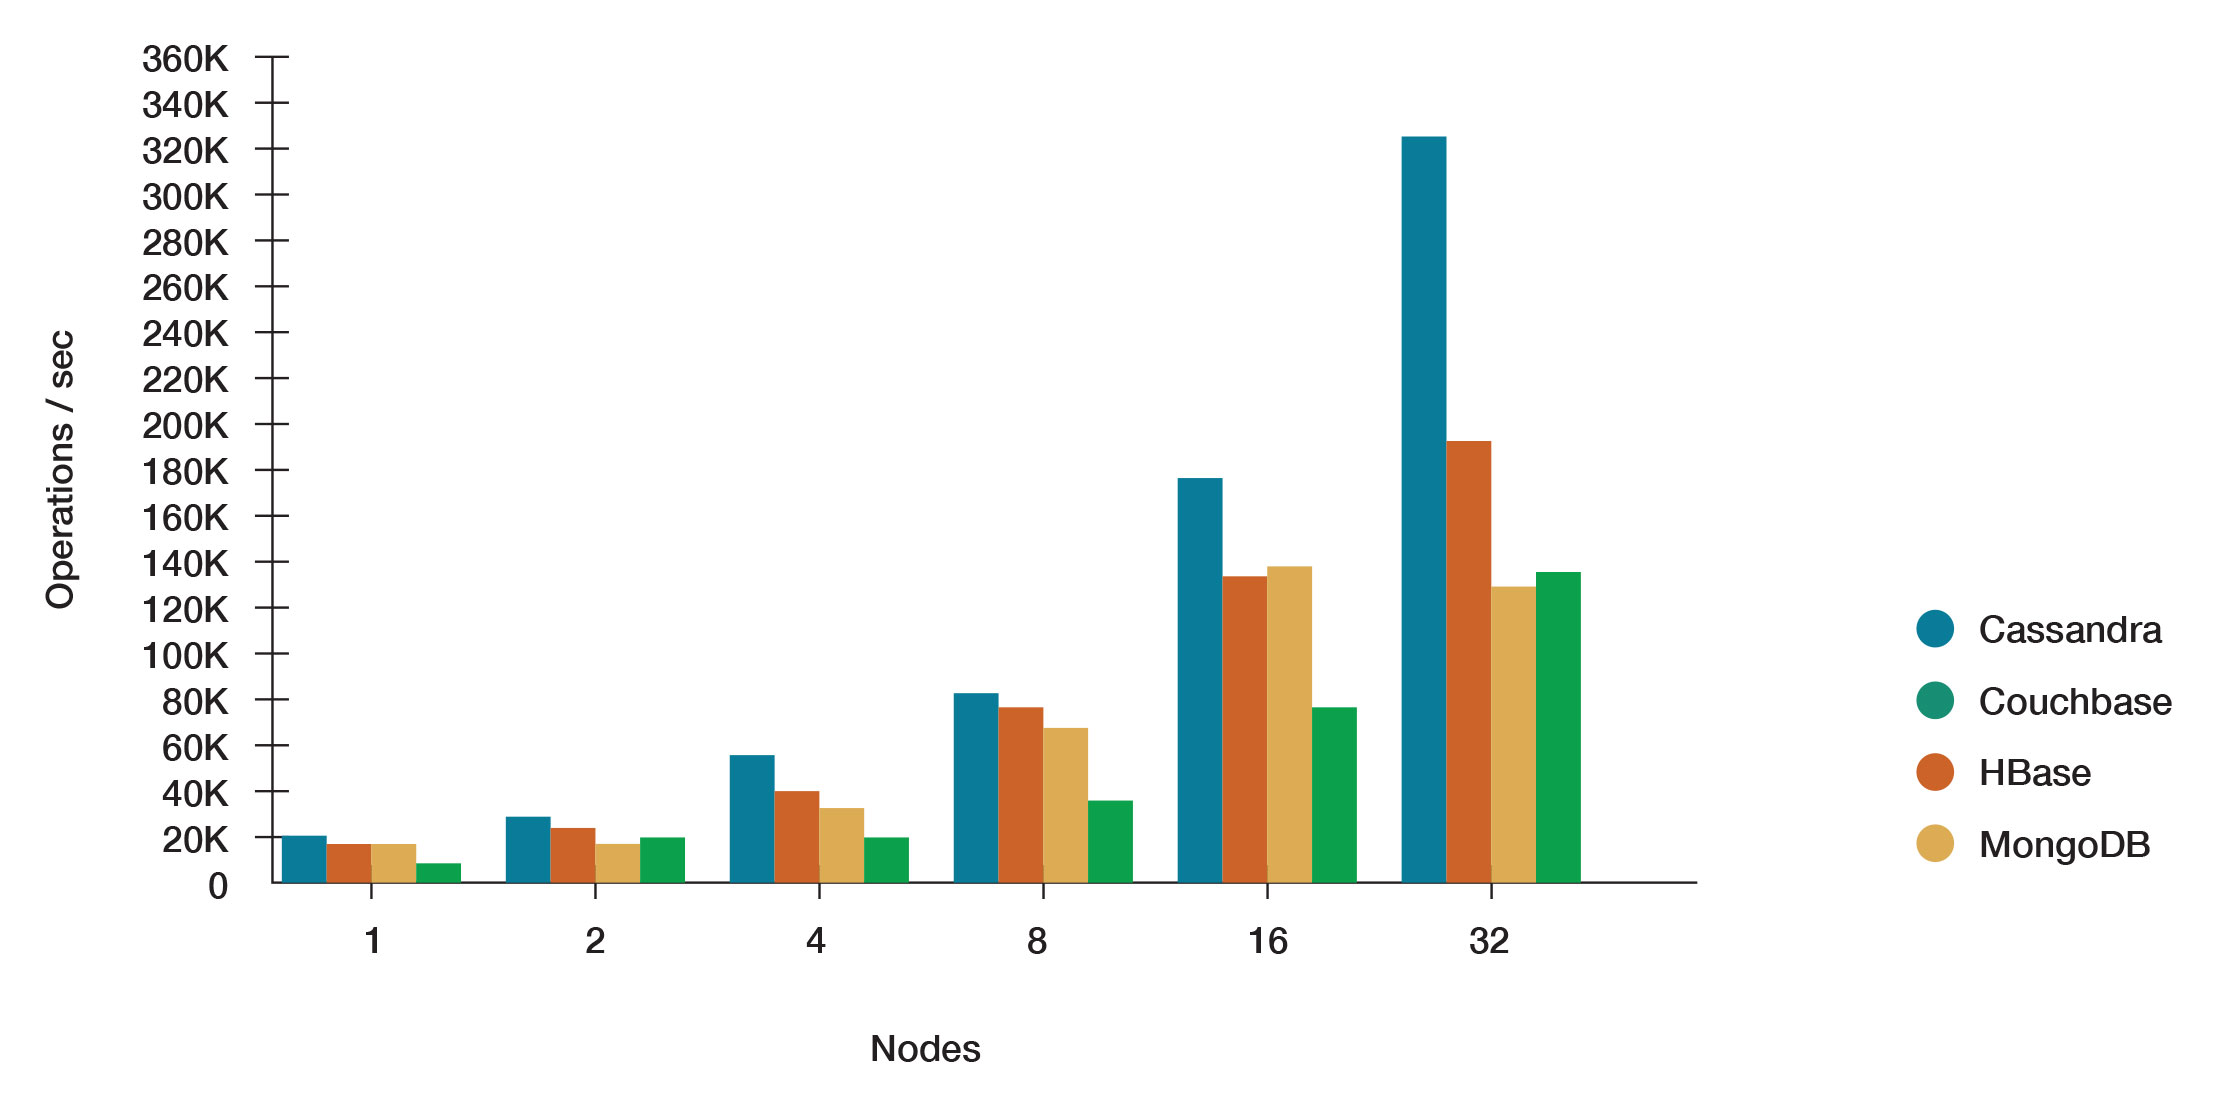 360K
340K
320K
300K
280K
260K
240K
220K
200K
180K
160K
140K
120K
100K
80K
60K
40K
20K
0
Operations / sec
1 2 4 8 16 32
Nodes
Cassandra
Couchbase
HBase
MongoDB